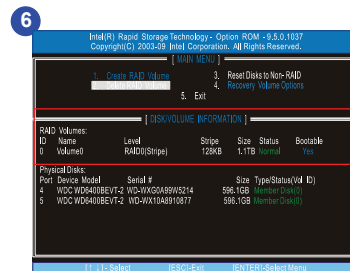 6
Intel(R) Rapid Storage Technology - Option ROM - 9.5.0.1037
Copyright(C) 2003-09 Intel Corporation. All Rights Reserved.
[ MAIN MENU ]
1. Create RAID Volume 3. Reset Disks to Non-RAID
2. Delete RAID Volume 4. Recovery Volume Options
5. Exit
[ DISK/VOLUME INFORMATION ]
RAID Volumes:
ID Name Level Stripe Size Status Bootable
0 Volume0 RAID0(Stripe) 128KB 1.1TB Normal Yes
Physical Disks:
Port Device Model Serial # Size Type/Status(Vol ID)
4 WDC WD6400BEVT-2 WD-WXG0A99W5214 596.1GB Member Disk(0)
5 WDC WD6400BEVT-2 WD-WX10A8910877 596.1GB Member Disk(0)
[↑↓]- Select [ESC]-Exit [ENTER]-Select Menu